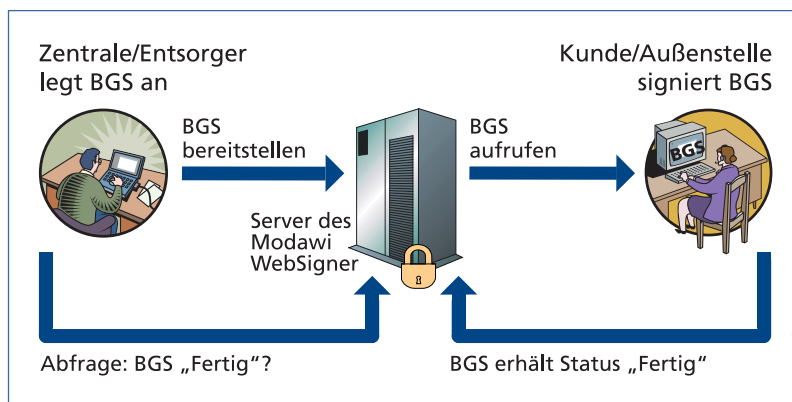 Zentrale/Entsorger
legt BGS an
Kunde/Außenstelle
signiert BGS
BGS
bereitstellen
BGS
aufrufen
BGS
Server des
Modawi
WebSigner
Abfrage: BGS „Fertig“?
BGS erhält Status „Fertig“